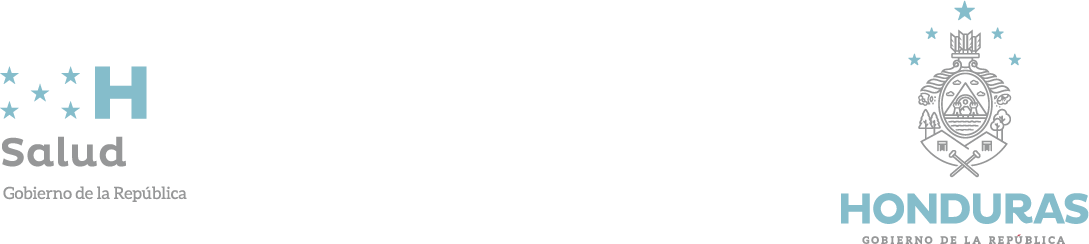 H
Salud
Gobierno de la República
HONDURAS
GOBIERNO DE LA REPÚBLICA